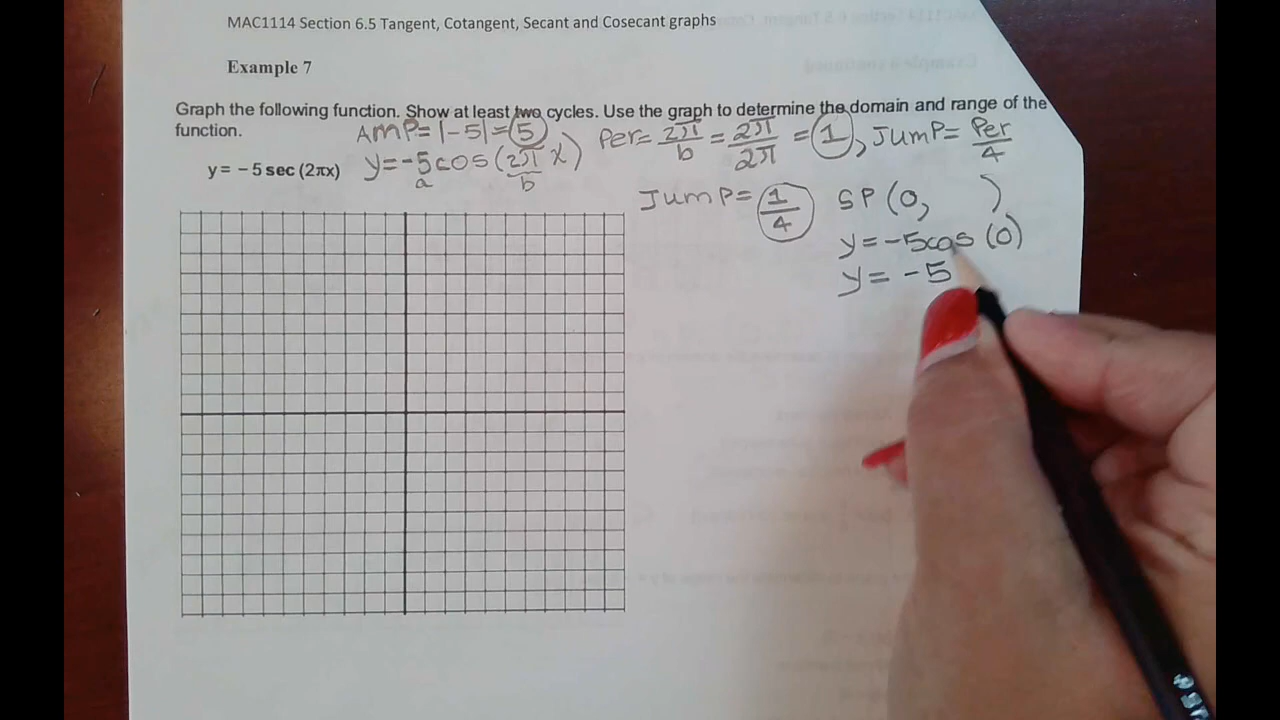 MAC1114 Section 6.5 Tangent, Cotangent, Secant and Cosecant graphs
Example 7
Graph the following function. Show at least two cycles. Use the graph to determine the domain and range of the
function.
AMP= |-5| = 5
Per= 2π/b = 2π/2π = 1, JUMP= Per/4
y = – 5 sec (2πx)
y=-5cos(2π x)
a b
JUMP= 1/4
SP (0, )
y=-5cos(0)
y= -5